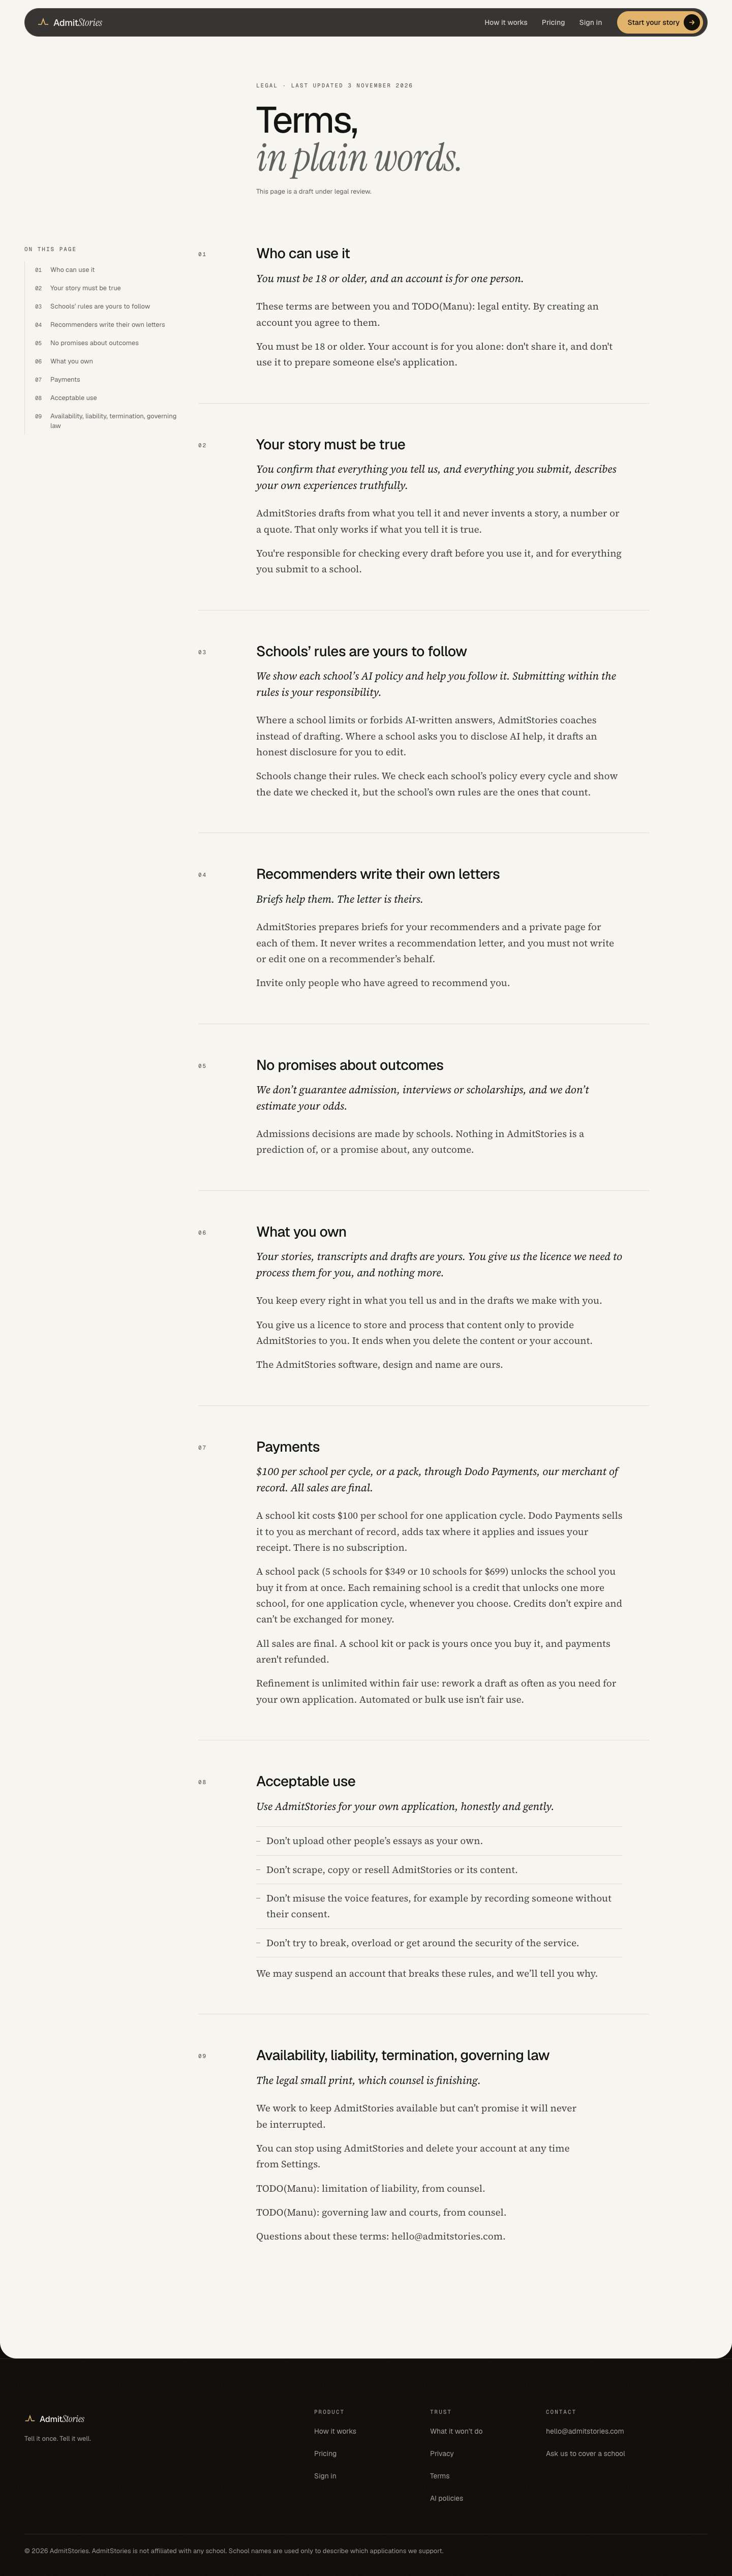 AdmitStories
How it works
Pricing
Sign in
Start your story →
LEGAL · LAST UPDATED 3 NOVEMBER 2026
Terms,
in plain words.
This page is a draft under legal review.
ON THIS PAGE
01 Who can use it
02 Your story must be true
03 Schools' rules are yours to follow
04 Recommenders write their own letters
05 No promises about outcomes
06 What you own
07 Payments
08 Acceptable use
09 Availability, liability, termination, governing
law
01
Who can use it
You must be 18 or older, and an account is for one person.
These terms are between you and TODO(Manu): legal entity. By creating an
account you agree to them.
You must be 18 or older. Your account is for you alone: don't share it, and don't
use it to prepare someone else's application.
02
Your story must be true
You confirm that everything you tell us, and everything you submit, describes
your own experiences truthfully.
AdmitStories drafts from what you tell it and never invents a story, a number or
a quote. That only works if what you tell it is true.
You're responsible for checking every draft before you use it, and for everything
you submit to a school.
03
Schools’ rules are yours to follow
We show each school’s AI policy and help you follow it. Submitting within the
rules is your responsibility.
Where a school limits or forbids AI-written answers, AdmitStories coaches
instead of drafting. Where a school asks you to disclose AI help, it drafts an
honest disclosure for you to edit.
Schools change their rules. We check each school’s policy every cycle and show
the date we checked it, but the school’s own rules are the ones that count.
04
Recommenders write their own letters
Briefs help them. The letter is theirs.
AdmitStories prepares briefs for your recommenders and a private page for
each of them. It never writes a recommendation letter, and you must not write
or edit one on a recommender’s behalf.
Invite only people who have agreed to recommend you.
05
No promises about outcomes
We don’t guarantee admission, interviews or scholarships, and we don’t
estimate your odds.
Admissions decisions are made by schools. Nothing in AdmitStories is a
prediction of, or a promise about, any outcome.
06
What you own
Your stories, transcripts and drafts are yours. You give us the licence we need to
process them for you, and nothing more.
You keep every right in what you tell us and in the drafts we make with you.
You give us a licence to store and process that content only to provide
AdmitStories to you. It ends when you delete the content or your account.
The AdmitStories software, design and name are ours.
07
Payments
$100 per school per cycle, or a pack, through Dodo Payments, our merchant of
record. All sales are final.
A school kit costs $100 per school for one application cycle. Dodo Payments sells
it to you as merchant of record, adds tax where it applies and issues your
receipt. There is no subscription.
A school pack (5 schools for $349 or 10 schools for $699) unlocks the school you
buy it from at once. Each remaining school is a credit that unlocks one more
school, for one application cycle, whenever you choose. Credits don’t expire and
can’t be exchanged for money.
All sales are final. A school kit or pack is yours once you buy it, and payments
aren’t refunded.
Refinement is unlimited within fair use: rework a draft as often as you need for
your own application. Automated or bulk use isn’t fair use.
08
Acceptable use
Use AdmitStories for your own application, honestly and gently.
– Don’t upload other people’s essays as your own.
– Don’t scrape, copy or resell AdmitStories or its content.
– Don’t misuse the voice features, for example by recording someone without
their consent.
– Don’t try to break, overload or get around the security of the service.
We may suspend an account that breaks these rules, and we’ll tell you why.
09
Availability, liability, termination, governing law
The legal small print, which counsel is finishing.
We work to keep AdmitStories available but can’t promise it will never
be interrupted.
You can stop using AdmitStories and delete your account at any time
from Settings.
TODO(Manu): limitation of liability, from counsel.
TODO(Manu): governing law and courts, from counsel.
Questions about these terms: hello@admitstories.com.
AdmitStories
Tell it once. Tell it well.
PRODUCT
How it works
Pricing
Sign in
TRUST
What it won’t do
Privacy
Terms
AI policies
CONTACT
hello@admitstories.com
Ask us to cover a school
© 2026 AdmitStories. AdmitStories is not affiliated with any school. School names are used only to describe which applications we support.